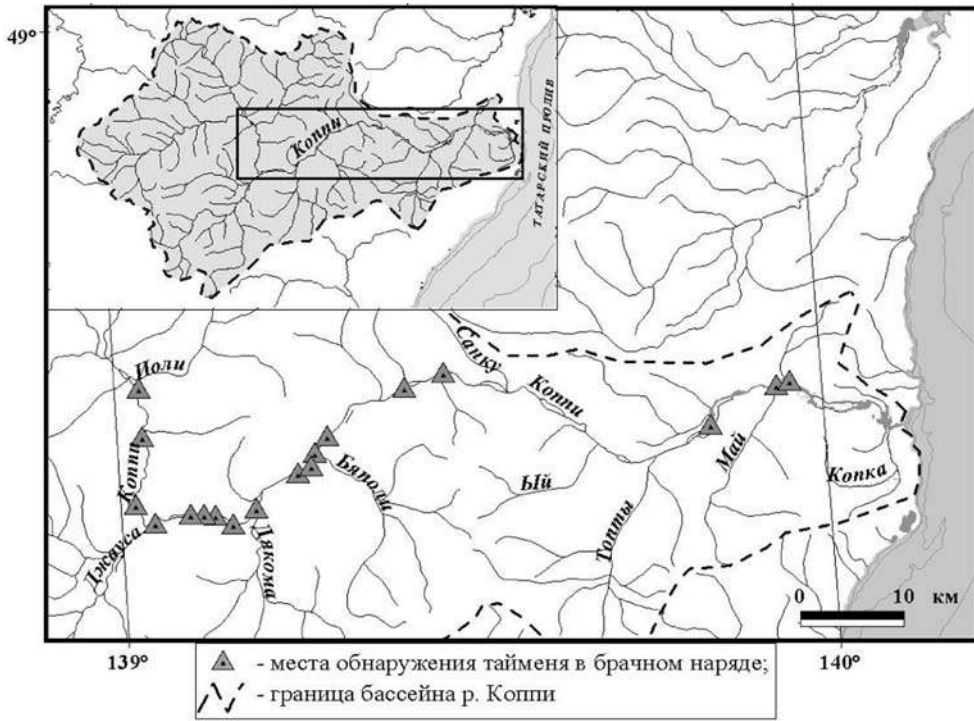 49°
Коппи
ТАТАРСКИЙ ПРОЛИВ
Иоли
Санку
Коппи
Коппи
Бяполи
Ый
Май
Копка
Джауса
Дякома
Топты
0 10 км
139° 140°
- места обнаружения тайменя в брачном наряде;
- граница бассейна р. Коппи